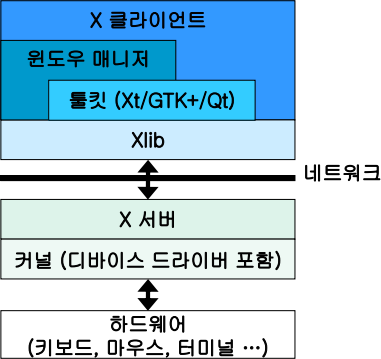 X 클라이언트
윈도우 매니저
툴킷 (Xt/GTK+/Qt)
Xlib
네트워크
X 서버
커널 (디바이스 드라이버 포함)
하드웨어
(키보드, 마우스, 터미널 …)